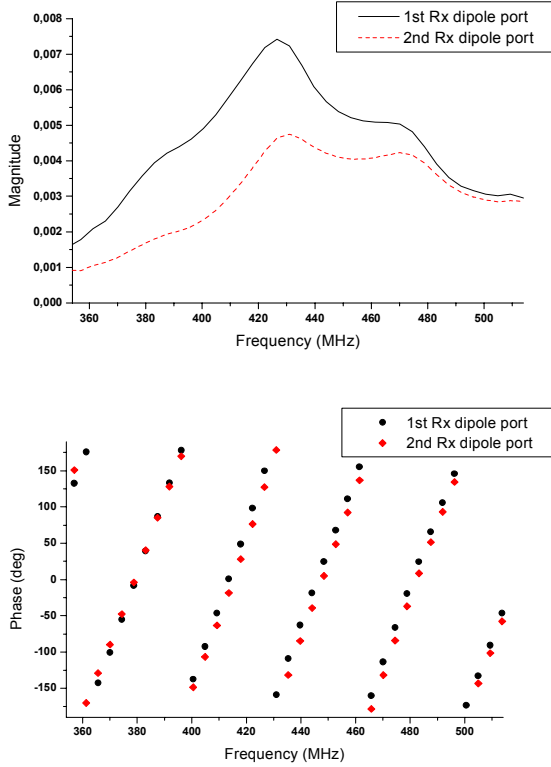 1st Rx dipole port
2nd Rx dipole port
0,008
0,007
0,006
0,005
0,004
0,003
0,002
0,001
0,000
Magnitude
360 380 400 420 440 460 480 500
Frequency (MHz)
1st Rx dipole port
2nd Rx dipole port
150
100
50
0
-50
-100
-150
Phase (deg)
360 380 400 420 440 460 480 500
Frequency (MHz)